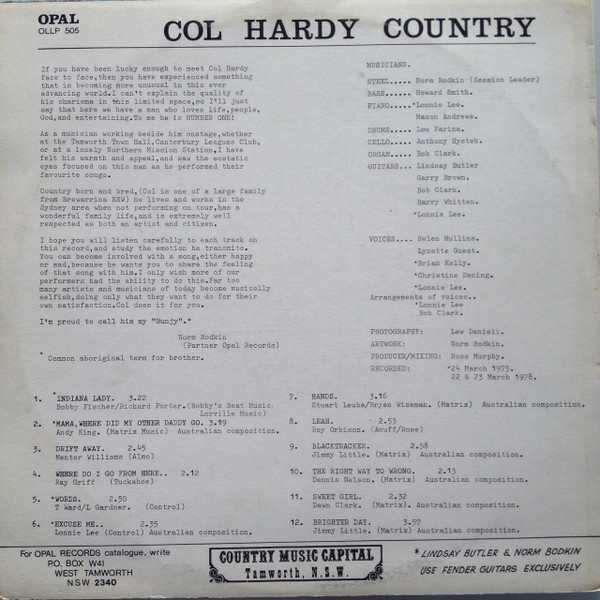 OPAL
OLLP 505
COL HARDY COUNTRY
If you have been lucky enough to meet Col Hardy
face to face,then you have experienced something
that is becoming more unusual in this ever
advancing world.I can't explain the quality of
his charisma in this limited space,so I'll just
say that here we have a man who loves life,people,
God,and entertaining.To me he is NUMBER ONE!
As a musician working beside him onstage,whether
at the Tamworth Town Hall,Canterbury Leagues Club,
or at a lonely Northern Mission Station,I have
felt his warmth and appeal,and saw the ecstatic
eyes focused on this man as he performed their
favourite songs.
Country born and bred,(Col is one of a large family
from Brewarrina NSW) he lives and works in the
Sydney area when not performing on tour,has a
wonderful family life,and is extremely well
respected as both an artist and citizen.
I hope you will listen carefully to each track on
this record,and study the emotion he transmits.
You can become involved with a song,either happy
or sad,because he wants you to share the feeling
of that song with him.I only wish more of our
performers had the ability to do this.Far too
many artists and musicians of today become musically
selfish,doing only what they want to do for their
own satisfaction.Col does it for you.
I'm proud to call him my "Bunjy"."
Norm Bodkin
(Partner Opal Records)
* Common aboriginal term for brother.
MUSICIANS.
STEEL..... Norm Bodkin (Session Leader)
BASS...... Howard Smith.
PIANO.....*Lonnie Lee.
Mason Andrews.
DRUMS..... Lou Farina.
CELLO..... Anthony Hystek.
ORGAN..... Bob Clark.
GUITARS... Lindsay Butler
Garry Brown.
Bob Clark.
Barry Whitten.
*Lonnie Lee.
VOICES.... Helen Mullins.
Lynette Guest.
*Brian Kelly.
*Christine Dening.
*Lonnie Lee.
Arrangements of voices..
*Lonnie Lee
Bob Clark.
PHOTOGRAPHY: Lew Danieli.
ARTWORK: Norm Bodkin.
PRODUCER/MIXING: Ross Murphy.
RECORDED: *24 March 1975.
22 & 23 March 1978.
1. *INDIANA LADY. 3.22
Bobby Fischer/Richard Porter.(Bobby's Beat Music.
Lorville Music)
2. *MAMA,WHERE DID MY OTHER DADDY GO. 3.19
Andy King. (Matrix Music) Australian composition.
3. DRIFT AWAY. 2.45
Mentor Williams (Almo)
4. WHERE DO I GO FROM HERE.. 2.12
Ray Griff (Tuckahoe)
5. *WORDS. 2.50
T Ward/L Gardner. (Control)
6. *EXCUSE ME.. 2.35
Lonnie Lee (Control) Australian composition.
7. HANDS. 3.16
Stuart Leuba/Bryan Wiseman. (Matrix) Australian composition.
8. LEAH. 2.53
Roy Orbison. (Acuff/Rose)
9. BLACKTRACKER. 2.58
Jimmy Little. (Matrix) Australian composition.
10. THE RIGHT WAY TO WRONG. 2.13
Dennis Nelson. (Matrix) Australian composition.
11. SWEET GIRL. 2.32
Dawn Clark. (Matrix). Australian composition.
12. BRIGHTER DAY. 3.57
Jimmy Little.(Matrix) Australian composition.
For OPAL RECORDS catalogue, write
P.O. BOX W41
WEST TAMWORTH
NSW 2340
COUNTRY MUSIC CAPITAL
Tamworth, N.S.W.
* LINDSAY BUTLER & NORM BODKIN
USE FENDER GUITARS EXCLUSIVELY